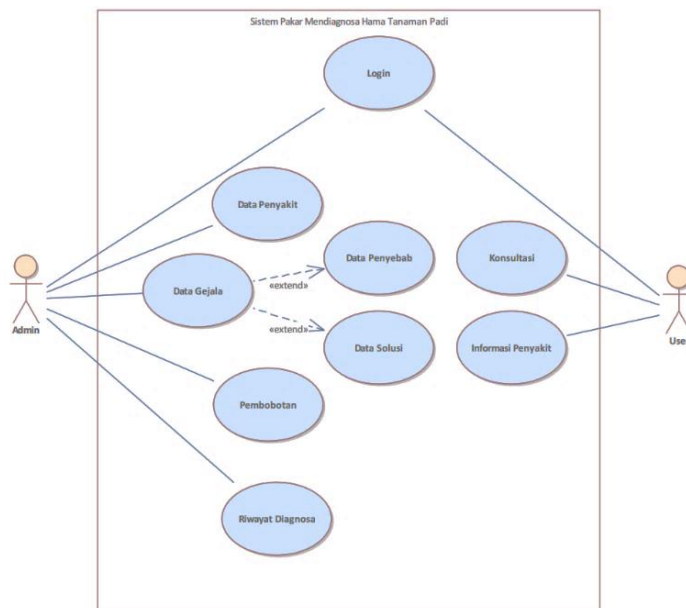 Sistem Pakar Mendiagnosa Hama Tanaman Padi
Login
Data Penyakit
Data Penyebab
Konsultasi
Data Gejala
«extend»
Admin
«extend»
Data Solusi
Informasi Penyakit
Use
Pembobotan
Riwayat Diagnosa